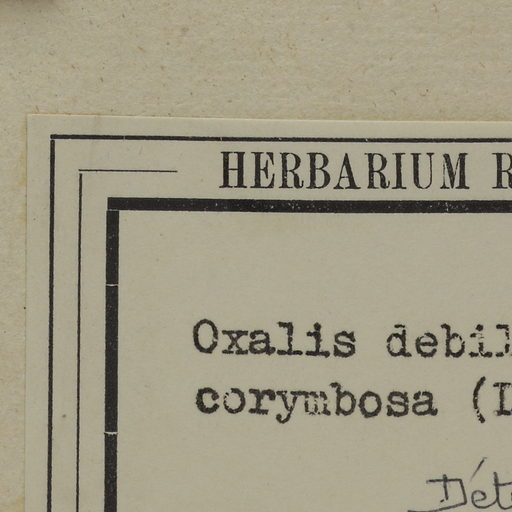 HERBARIUM R
Oxalis debil
corymbosa (
Dét